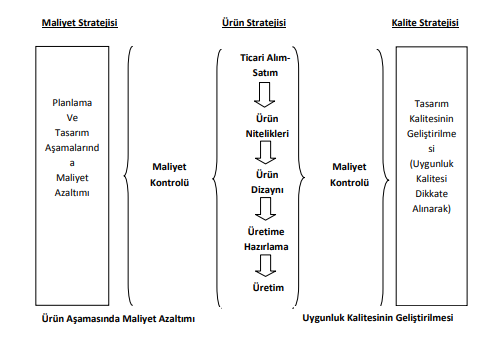 Maliyet Stratejisi
Ürün Stratejisi
Kalite Stratejisi
Planlama
Ve
Tasarım
Aşamalarınd
a
Maliyet
Azaltımı
Maliyet
Kontrolü
Ticari Alım-
Satım
Ürün
Nitelikleri
Ürün
Dizaynı
Üretime
Hazırlama
Üretim
Maliyet
Kontrolü
Tasarım
Kalitesinin
Geliştirilme
si
(Uygunluk
Kalitesi
Dikkate
Alınarak)
Ürün Aşamasında Maliyet Azaltımı
Uygunluk Kalitesinin Geliştirilmesi